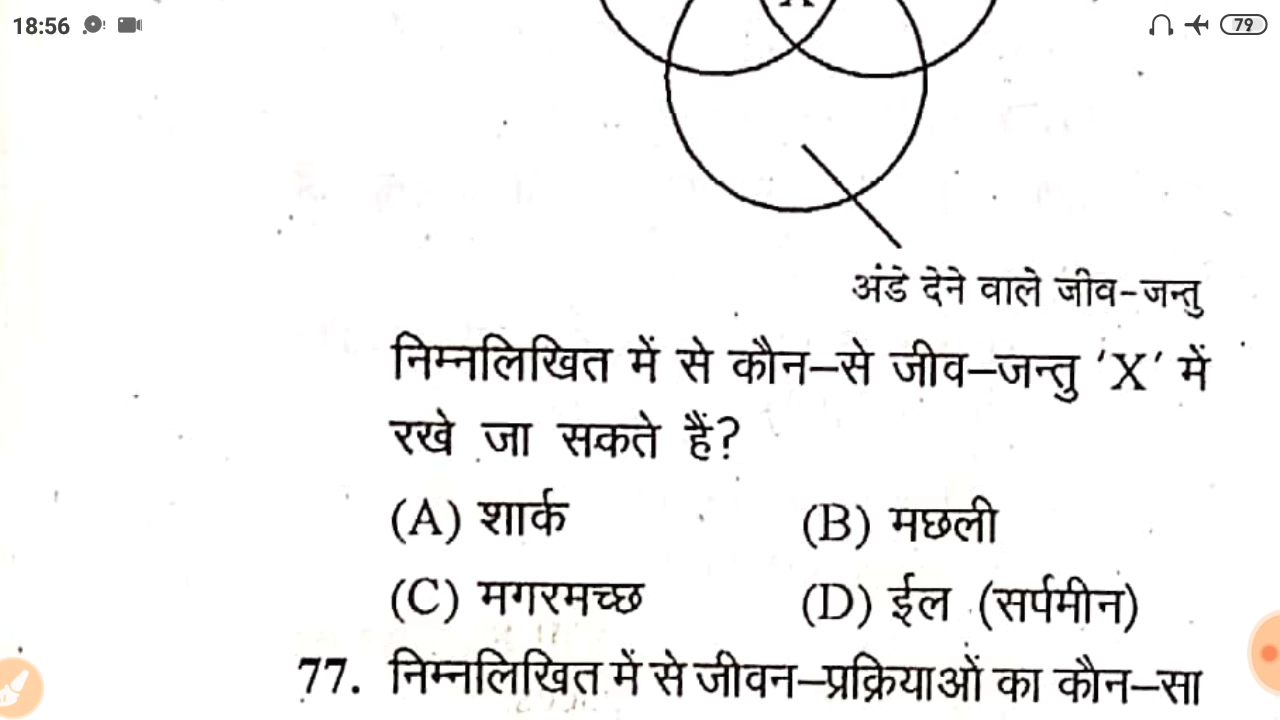 18:56
79
X
अंडे देने वाले जीव-जन्तु
निम्नलिखित में से कौन–से जीव–जन्तु 'X' में
रखे जा सकते हैं?
(A) शार्क (B) मछली
(C) मगरमच्छ (D) ईल (सर्पमीन)
77. निम्नलिखित में से जीवन–प्रक्रियाओं का कौन–सा